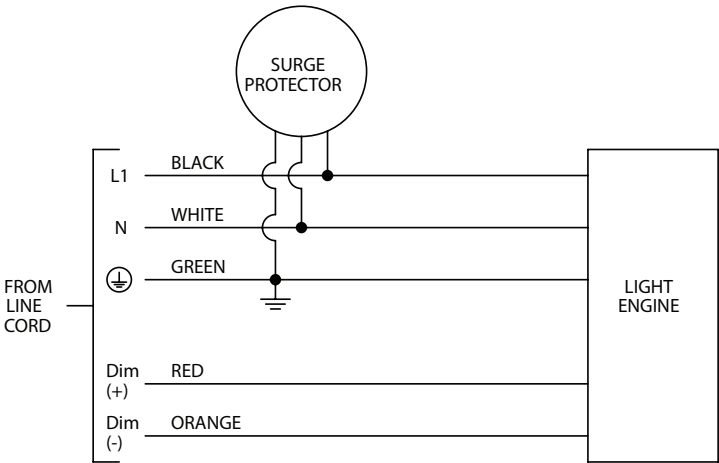 SURGE
PROTECTOR
L1
BLACK
N
WHITE
GREEN
FROM
LINE
CORD
LIGHT
ENGINE
Dim
(+)
RED
Dim
(-)
ORANGE